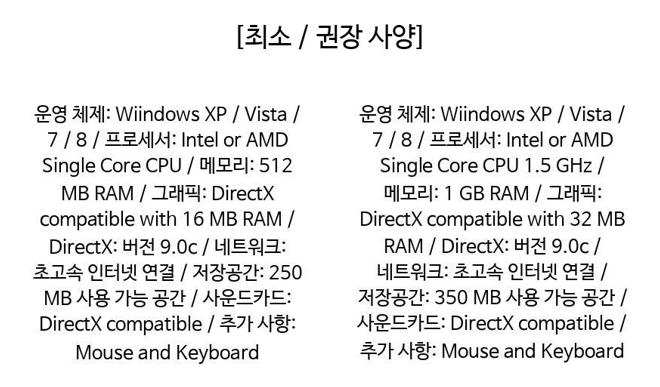 [최소 / 권장 사양]
운영 체제: Wiindows XP / Vista /
7 / 8 / 프로세서: Intel or AMD
Single Core CPU / 메모리: 512
MB RAM / 그래픽: DirectX
compatible with 16 MB RAM /
DirectX: 버전 9.0c / 네트워크:
초고속 인터넷 연결 / 저장공간: 250
MB 사용 가능 공간 / 사운드카드:
DirectX compatible / 추가 사항:
Mouse and Keyboard
운영 체제: Wiindows XP / Vista /
7 / 8 / 프로세서: Intel or AMD
Single Core CPU 1.5 GHz /
메모리: 1 GB RAM / 그래픽:
DirectX compatible with 32 MB
RAM / DirectX: 버전 9.0c /
네트워크: 초고속 인터넷 연결 /
저장공간: 350 MB 사용 가능 공간 /
사운드카드: DirectX compatible /
추가 사항: Mouse and Keyboard